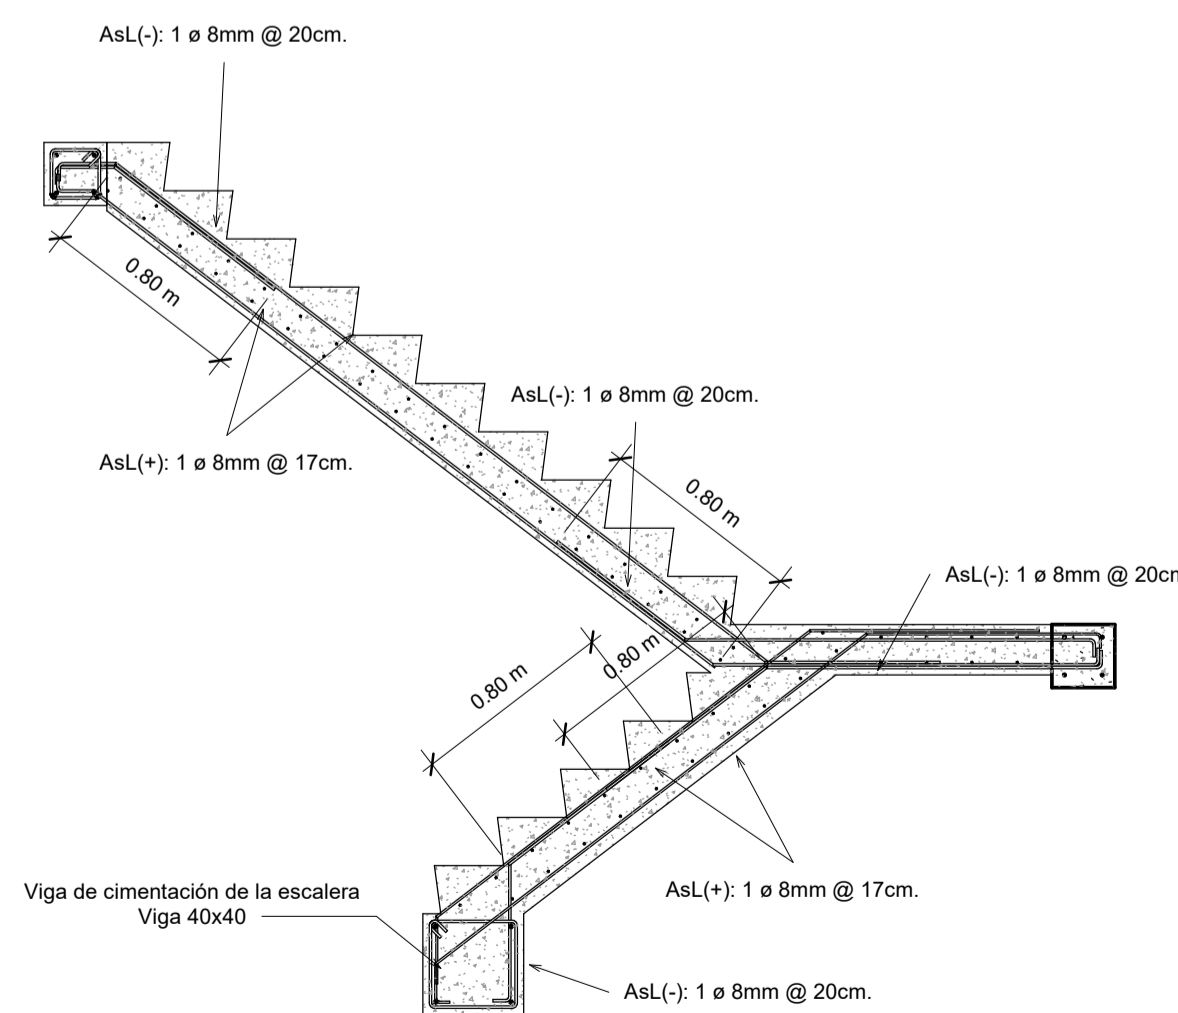 AsL(-): 1 ø 8mm @ 20cm.
0.80 m
AsL(-): 1 ø 8mm @ 20cm.
AsL(+): 1 ø 8mm @ 17cm.
0.80 m
AsL(-): 1 ø 8mm @ 20cm
0.80 m
0.80 m
AsL(+): 1 ø 8mm @ 17cm.
Viga de cimentación de la escalera
Viga 40x40
AsL(-): 1 ø 8mm @ 20cm.